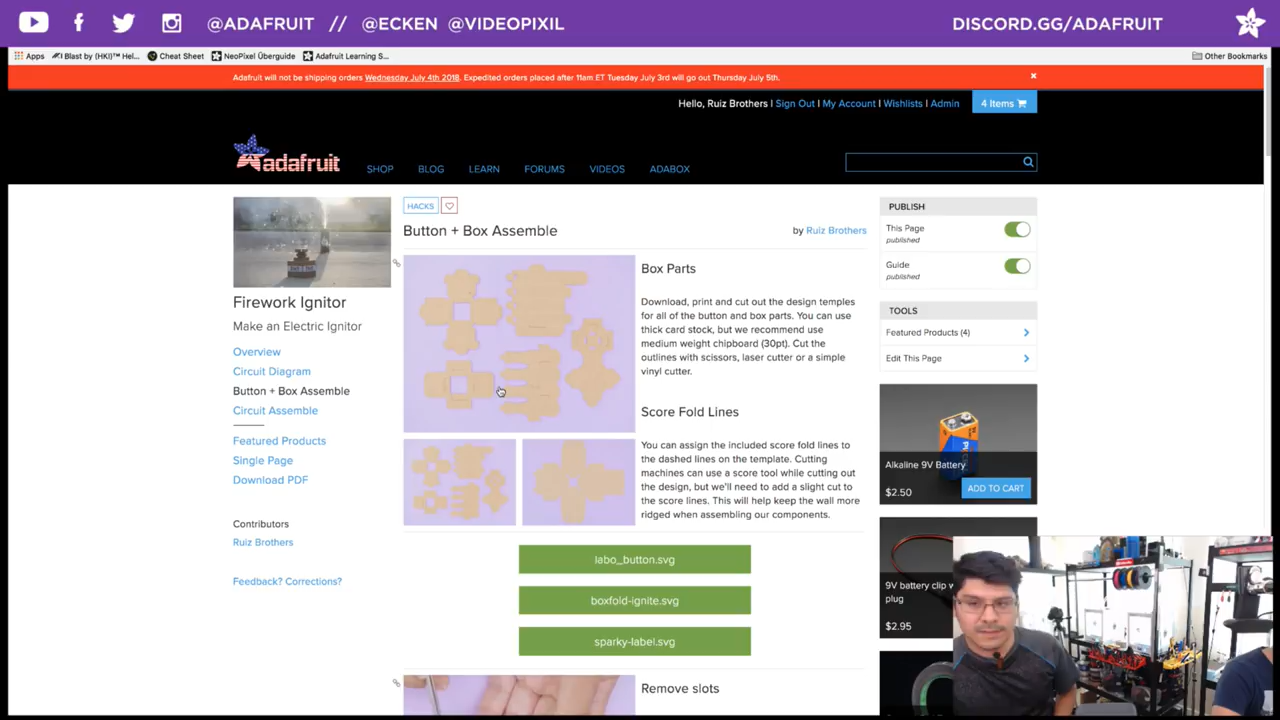 @ADAFRUIT // @ECKEN @VIDEOPIXIL
DISCORD.GG/ADAFRUIT
Apps
Blast by {HKI}™ Hel...
Cheat Sheet
NeoPixel Überguide
Adafruit Learning S...
Other Bookmarks
Adafruit will not be shipping orders Wednesday July 4th 2018. Expedited orders placed after 11am ET Tuesday July 3rd will go out Thursday July 5th.
×
Hello, Ruiz Brothers | Sign Out | My Account | Wishlists | Admin
4 Items
adafruit
SHOP
BLOG
LEARN
FORUMS
VIDEOS
ADABOX
Firework Ignitor
Make an Electric Ignitor
Overview
Circuit Diagram
Button + Box Assemble
Circuit Assemble
Featured Products
Single Page
Download PDF
Contributors
Ruiz Brothers
Feedback? Corrections?
HACKS
Button + Box Assemble
by Ruiz Brothers
Box Parts
Download, print and cut out the design temples
for all of the button and box parts. You can use
thick card stock, but we recommend use
medium weight chipboard (30pt). Cut the
outlines with scissors, laser cutter or a simple
vinyl cutter.
Score Fold Lines
You can assign the included score fold lines to
the dashed lines on the template. Cutting
machines can use a score tool while cutting out
the design, but we'll need to add a slight cut to
the score lines. This will help keep the wall more
ridged when assembling our components.
labo_button.svg
boxfold-ignite.svg
sparky-label.svg
Remove slots
PUBLISH
This Page
published
Guide
published
TOOLS
Featured Products (4)
Edit This Page
Alkaline 9V Battery
$2.50
ADD TO CART
9V battery clip w
plug
$2.95